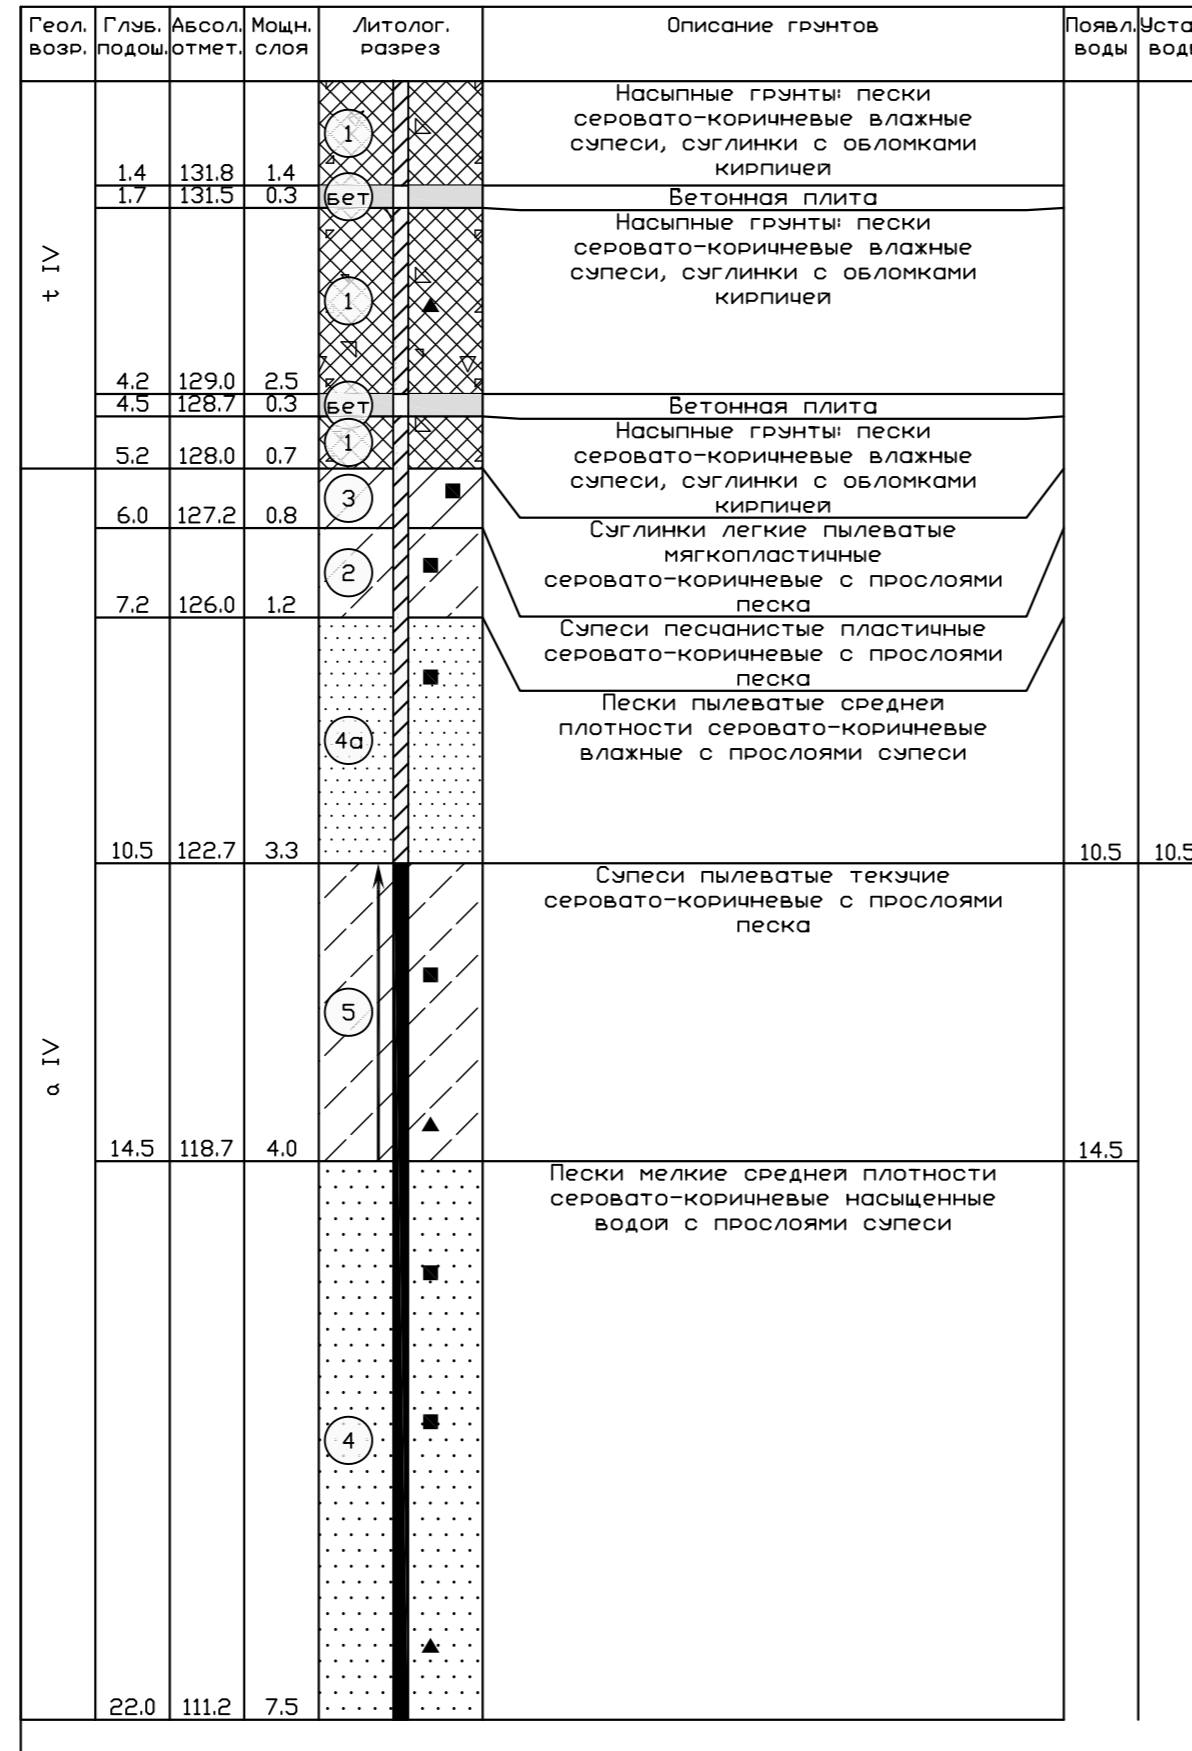 Геол. Глуб. Абсол. Мощн. Литолог. Описание грунтов Появл.
возр. подош. отмет. слоя разрез воды
Насыпные грунты: пески
серовато-коричневые влажные
1
супеси, суглинки с обломками
кирпичей
1.4 131.8 1.4
1.7 131.5 0.3 Бет Бетонная плита
Насыпные грунты: пески
серовато-коричневые влажные
супеси, суглинки с обломками
кирпичей
t IV
1
4.2 129.0 2.5
4.5 128.7 0.3 Бет Бетонная плита
Насыпные грунты: пески
1
5.2 128.0 0.7 серовато-коричневые влажные
супеси, суглинки с обломками
кирпичей
3
6.0 127.2 0.8
Суглинки легкие пылеватые
мягкопластичные
серовато-коричневые с прослоями
песка
2
7.2 126.0 1.2
Супеси песчанистые пластичные
серовато-коричневые с прослоями
песка
Пески пылеватые средней
плотности серовато-коричневые
влажные с прослоями супеси
4а
10.5 122.7 3.3 10.5 10.5
Супеси пылеватые текучие
серовато-коричневые с прослоями
песка
5
a IV
14.5 118.7 4.0 14.5
Пески мелкие средней плотности
серовато-коричневые насыщенные
водой с прослоями супеси
4
22.0 111.2 7.5